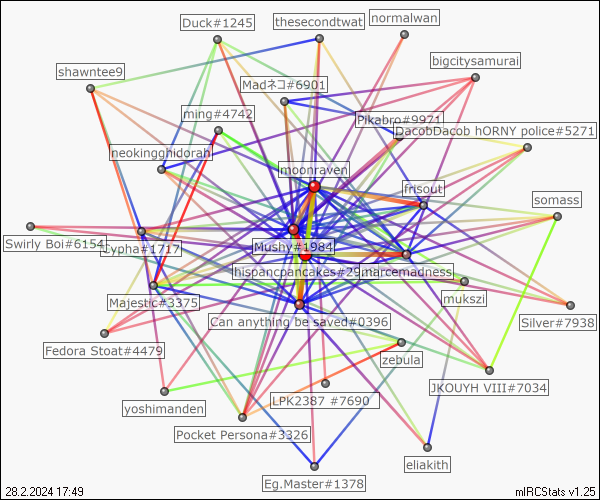 Duck#1245
thesecondtwat
normalwan
bigcitysamurai
shawntee9
Madネコ#6901
ming#4742
Pikabro#9971
DacobDacob hORNY police#5271
neokingghidorah
moonraven
frisout
somass
Swirly Boi#6154
Lypha#1717
Mushy#1984
hispancpancakes#29
marcemadness
Majestic#3375
mukszi
Can anything be saved#0396
Silver#7938
Fedora Stoat#4479
zebula
JKOUYH VIII#7034
yoshimanden
LPK2387 #7690
Pocket Persona#3326
eliakith
Eg.Master#1378
28.2.2024 17:49
mIRCStats v1.25